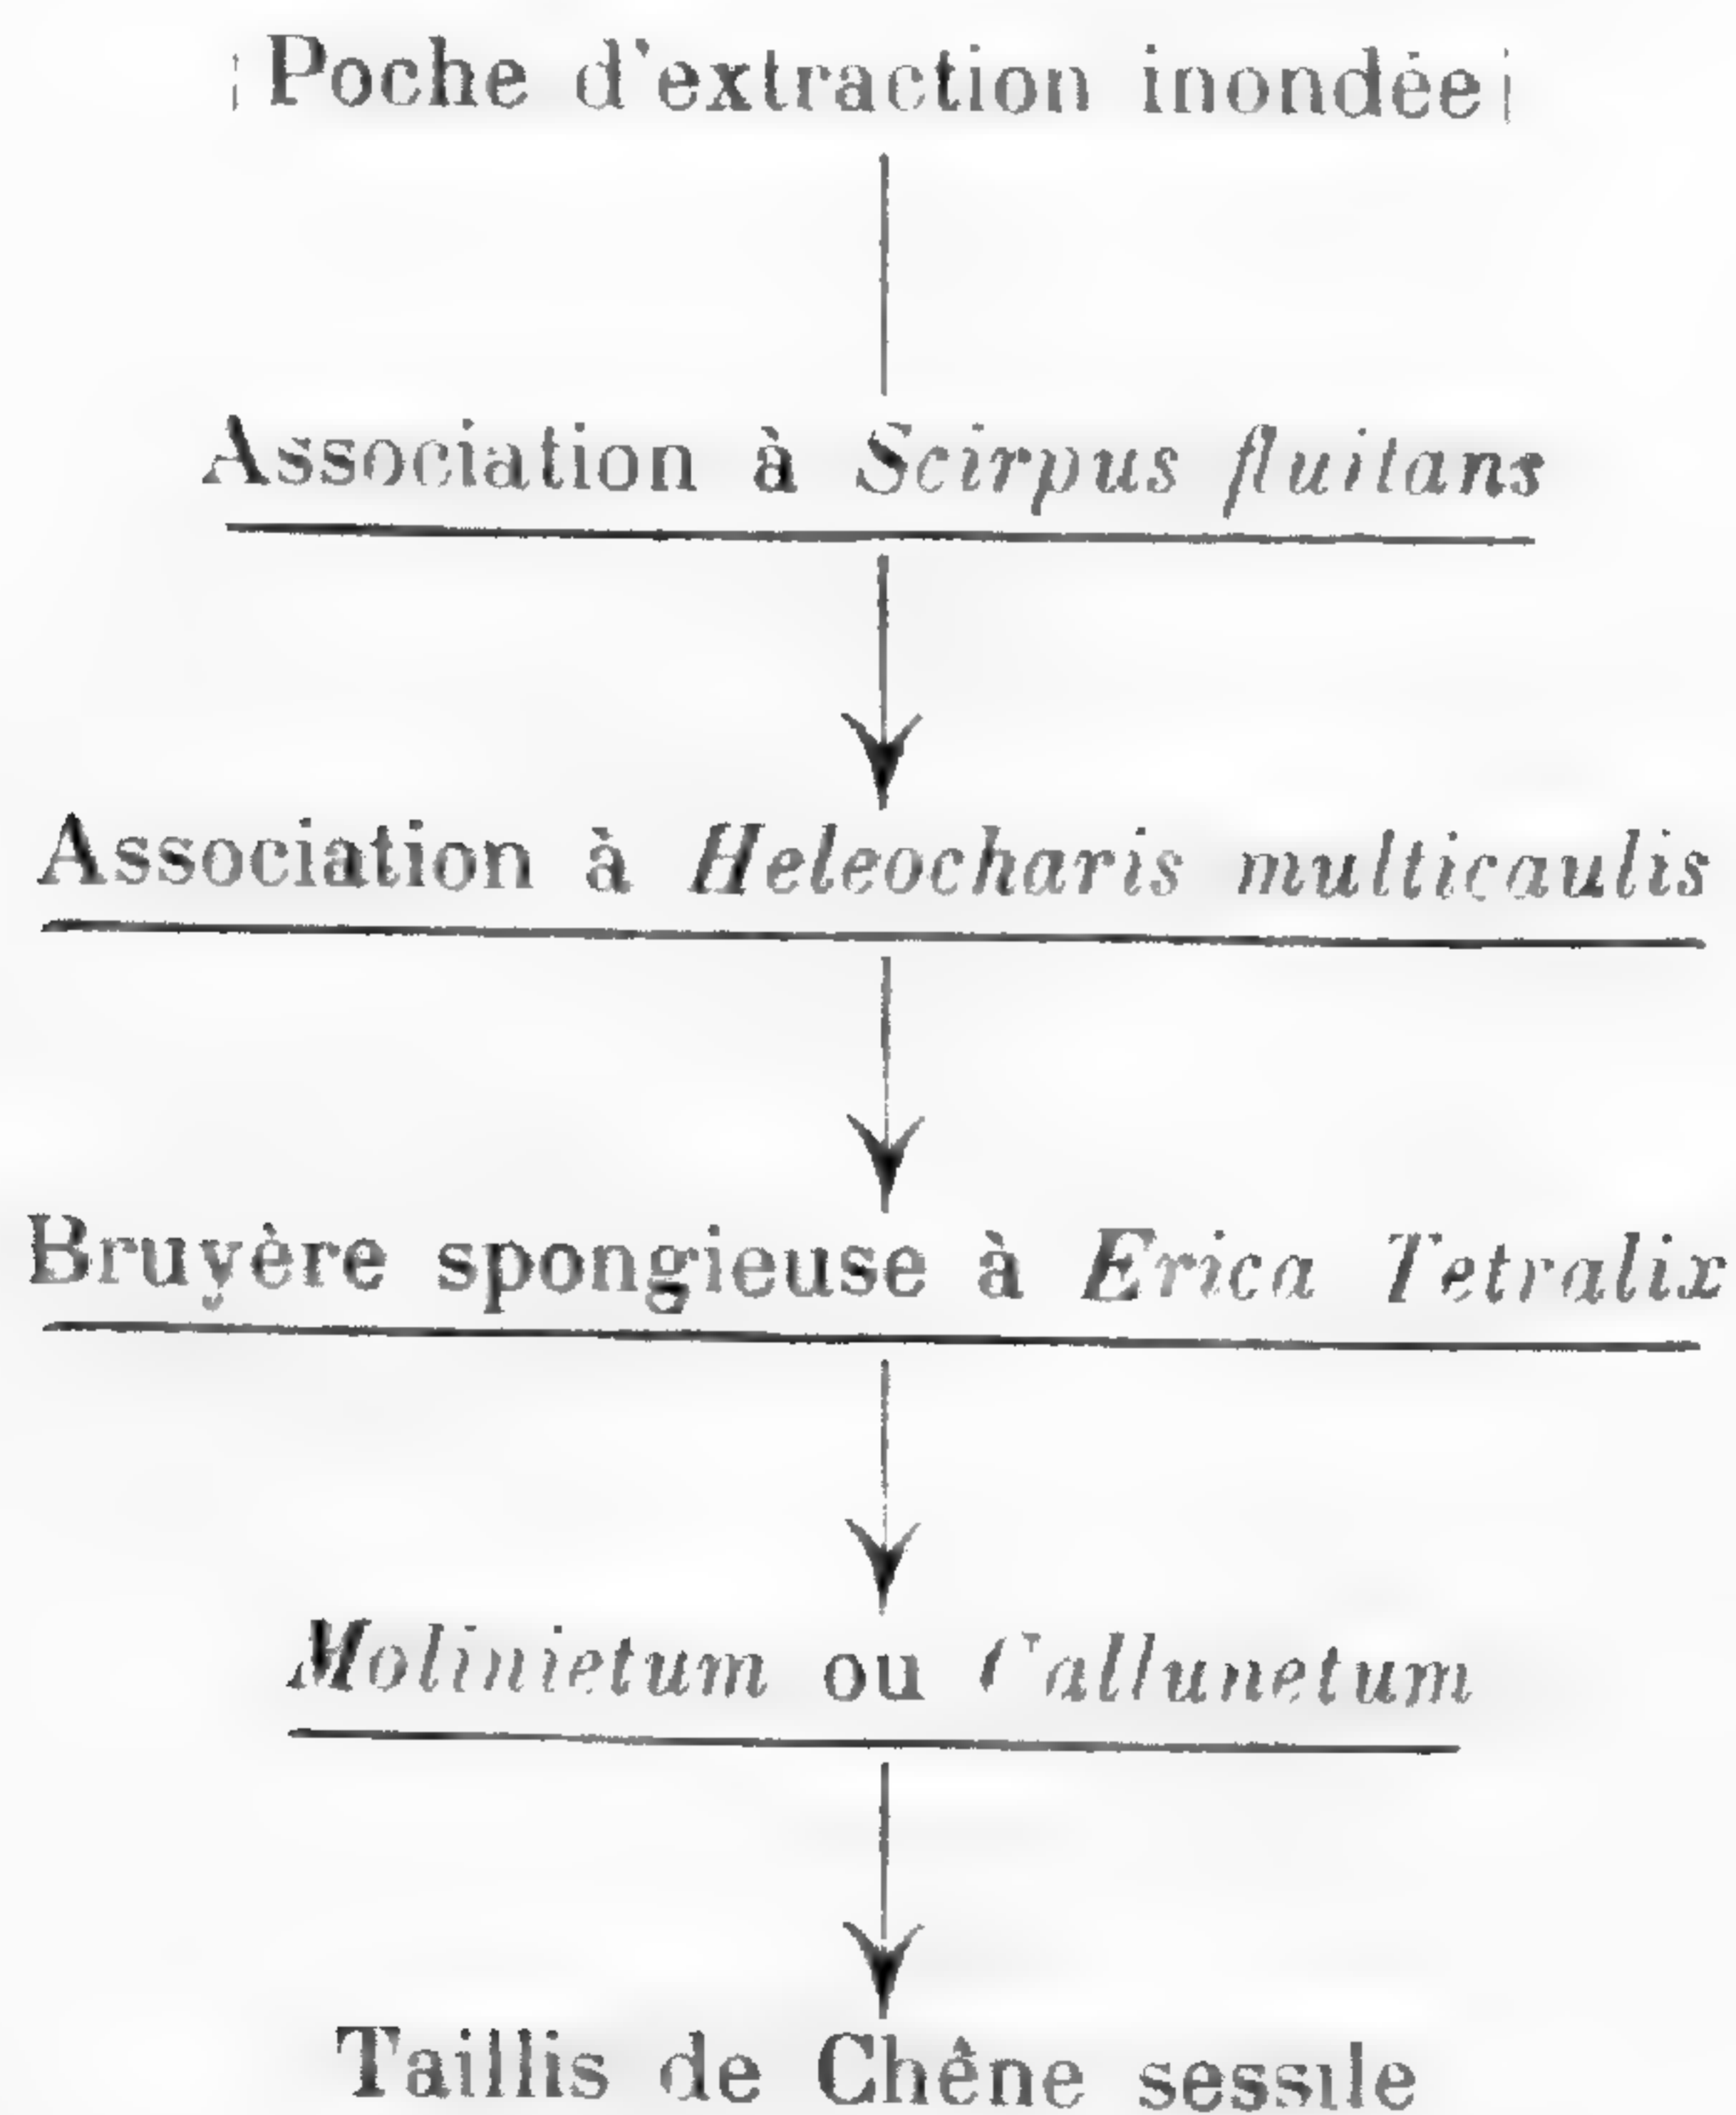 Poche d'extraction inondée
Association à Scirpus fluitans
Association à Heleocharis multicaulis
Bruyère spongieuse à Erica Tetralix
Molinietum ou Callunetum
Taillis de Chêne sessile